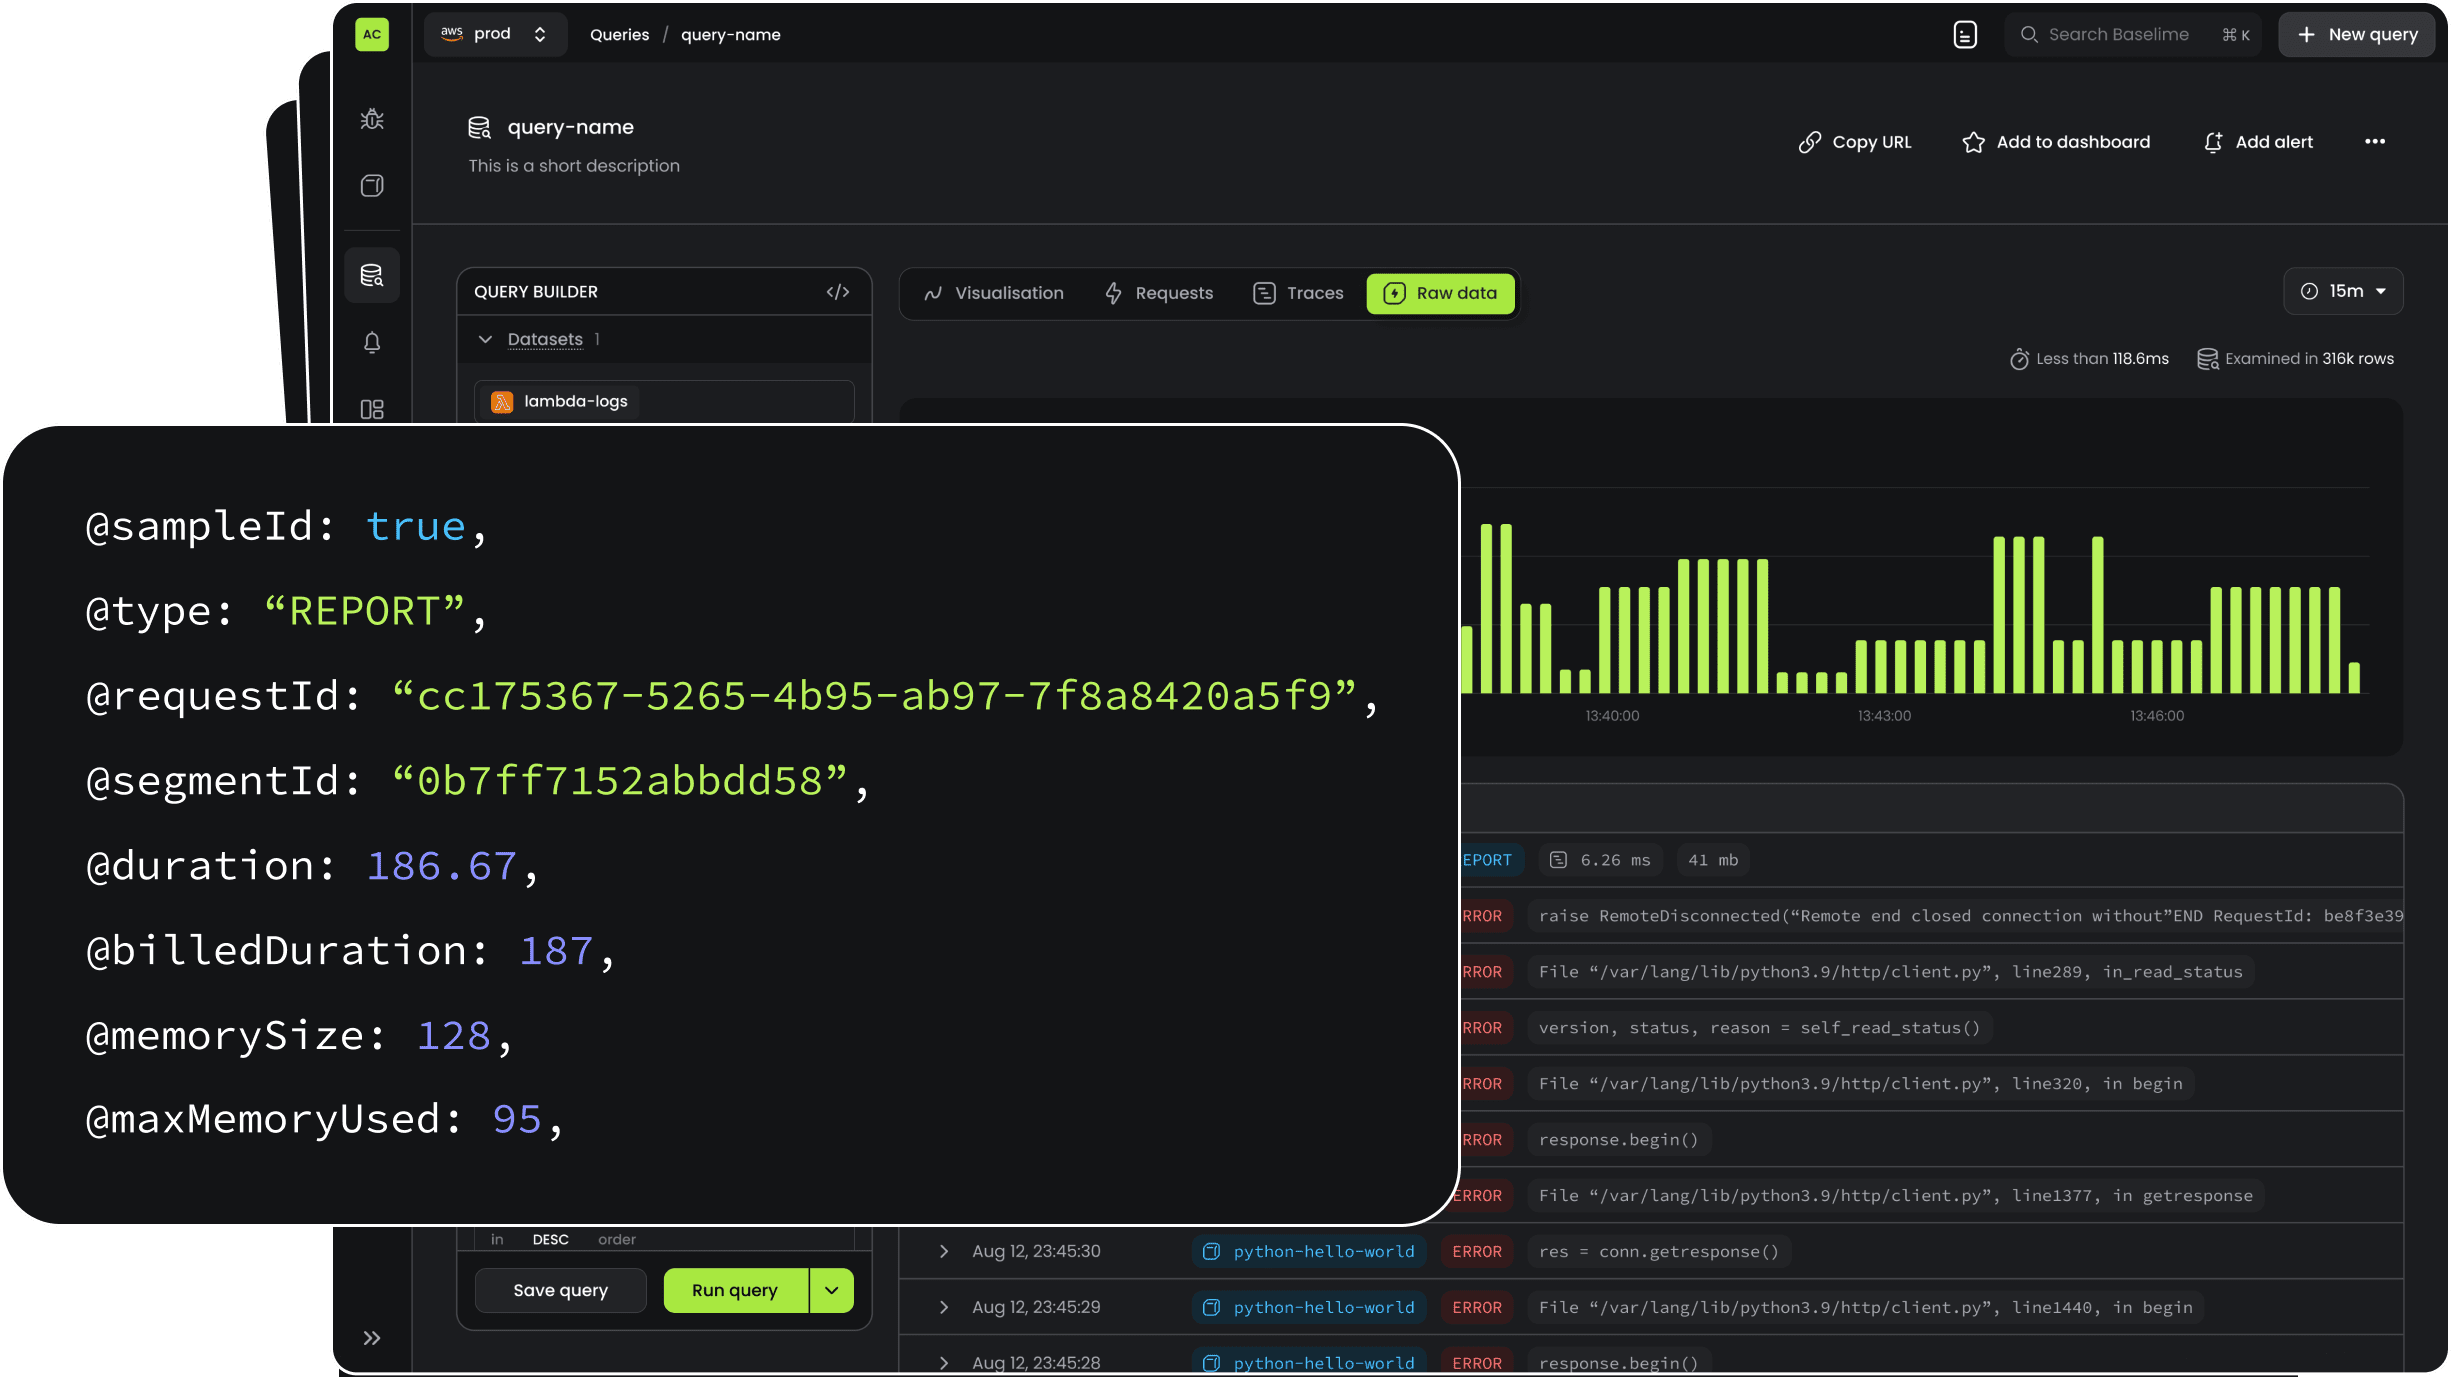 AC
aws prod
Queries / query-name
Search Baselime ⌘ K
+ New query
query-name
This is a short description
Copy URL
Add to dashboard
Add alert
QUERY BUILDER </>
Datasets 1
lambda-logs
Visualisation
Requests
Traces
Raw data
15m
Less than 118.6ms
Examined in 316k rows
@sampleId: true,
@type: “REPORT”,
@requestId: “cc175367-5265-4b95-ab97-7f8a8420a5f9”,
@segmentId: “0b7ff7152abbdd58”,
@duration: 186.67,
@billedDuration: 187,
@memorySize: 128,
@maxMemoryUsed: 95,
13:40:00
13:43:00
13:46:00
EPORT 6.26 ms 41 mb
RROR raise RemoteDisconnected(“Remote end closed connection without”END RequestId: be8f3e39
RROR File “/var/lang/lib/python3.9/http/client.py”, line289, in_read_status
RROR version, status, reason = self_read_status()
RROR File “/var/lang/lib/python3.9/http/client.py”, line320, in begin
RROR response.begin()
ERROR File “/var/lang/lib/python3.9/http/client.py”, line1377, in getresponse
in DESC order
Save query
Run query
Aug 12, 23:45:30 python-hello-world ERROR res = conn.getresponse()
Aug 12, 23:45:29 python-hello-world ERROR File “/var/lang/lib/python3.9/http/client.py”, line1440, in begin
Aug 12, 23:45:28 python-hello-world ERROR response.begin()